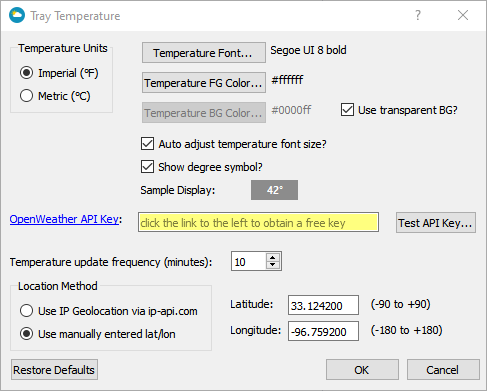 Tray Temperature
Temperature Units
Imperial (°F)
Metric (°C)
Temperature Font... Segoe UI 8 bold
Temperature FG Color... #ffffff
Temperature BG Color... #0000ff Use transparent BG?
Auto adjust temperature font size?
Show degree symbol?
Sample Display: 42°
OpenWeather API Key: click the link to the left to obtain a free key Test API Key...
Temperature update frequency (minutes): 10
Location Method
Use IP Geolocation via ip-api.com
Use manually entered lat/lon
Latitude: 33.124200 (-90 to +90)
Longitude: -96.759200 (-180 to +180)
Restore Defaults OK Cancel